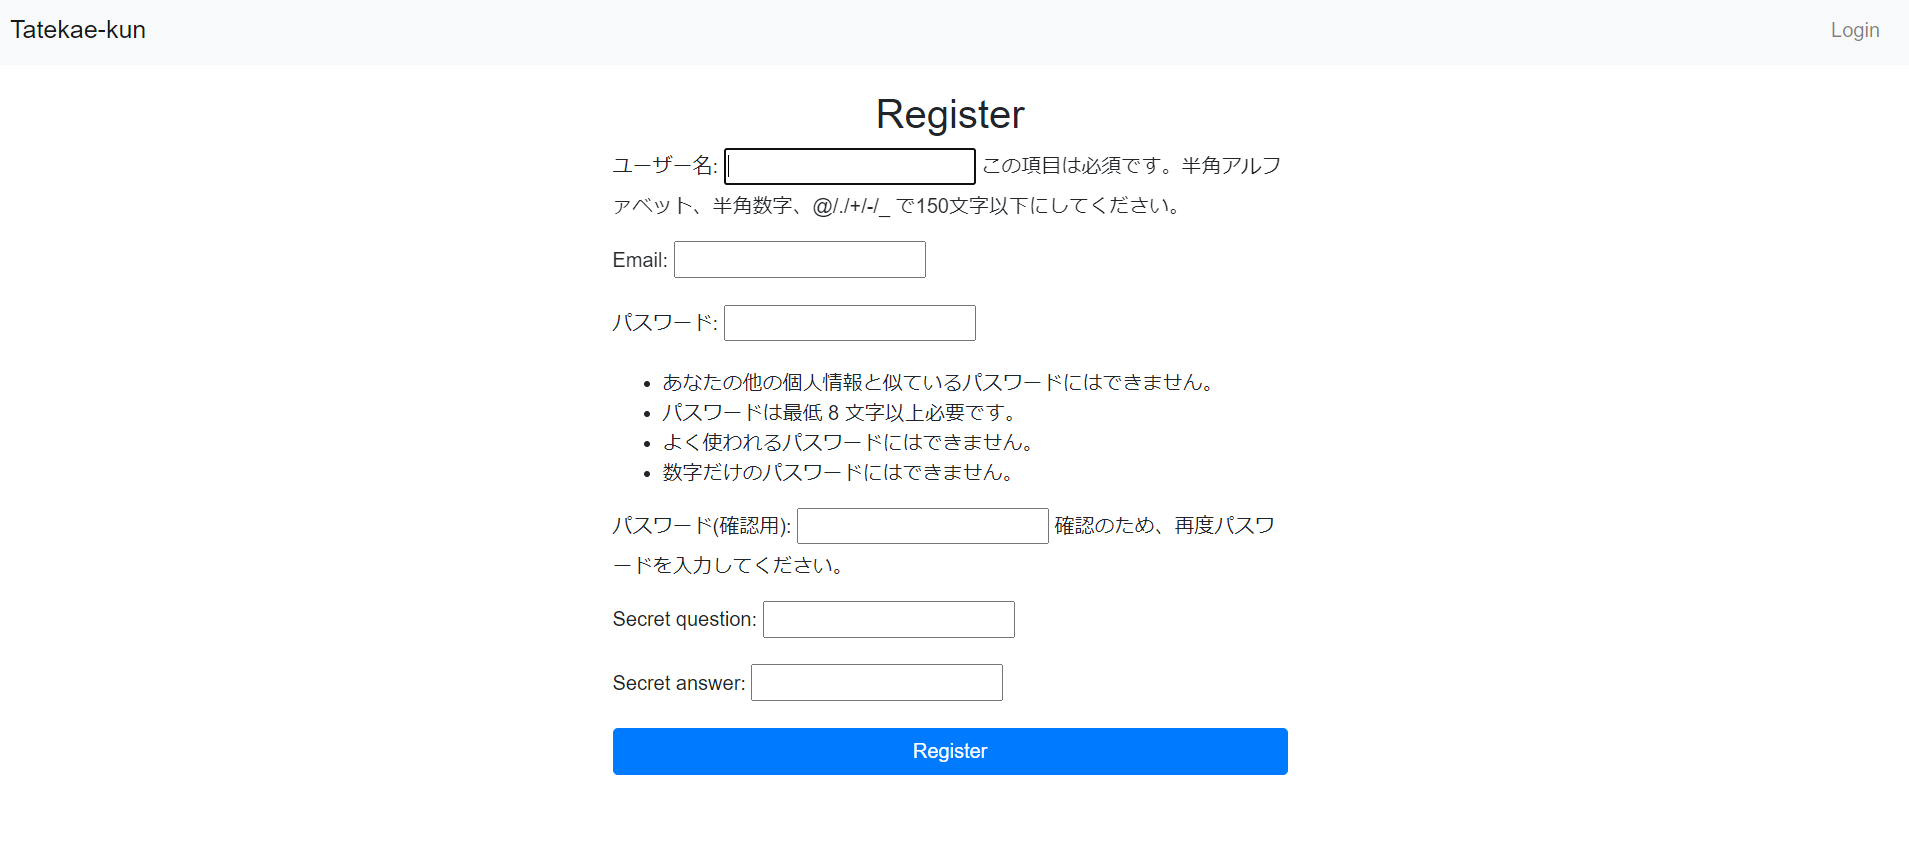 Tatekae-kun
Login
Register
ユーザー名: この項目は必須です。半角アルフ
ァベット、半角数字、@/./+/-/_ で150文字以下にしてください。
Email:
パスワード:
あなたの他の個人情報と似ているパスワードにはできません。
パスワードは最低 8 文字以上必要です。
よく使われるパスワードにはできません。
数字だけのパスワードにはできません。
パスワード(確認用): 確認のため、再度パスワ
ードを入力してください。
Secret question:
Secret answer:
Register